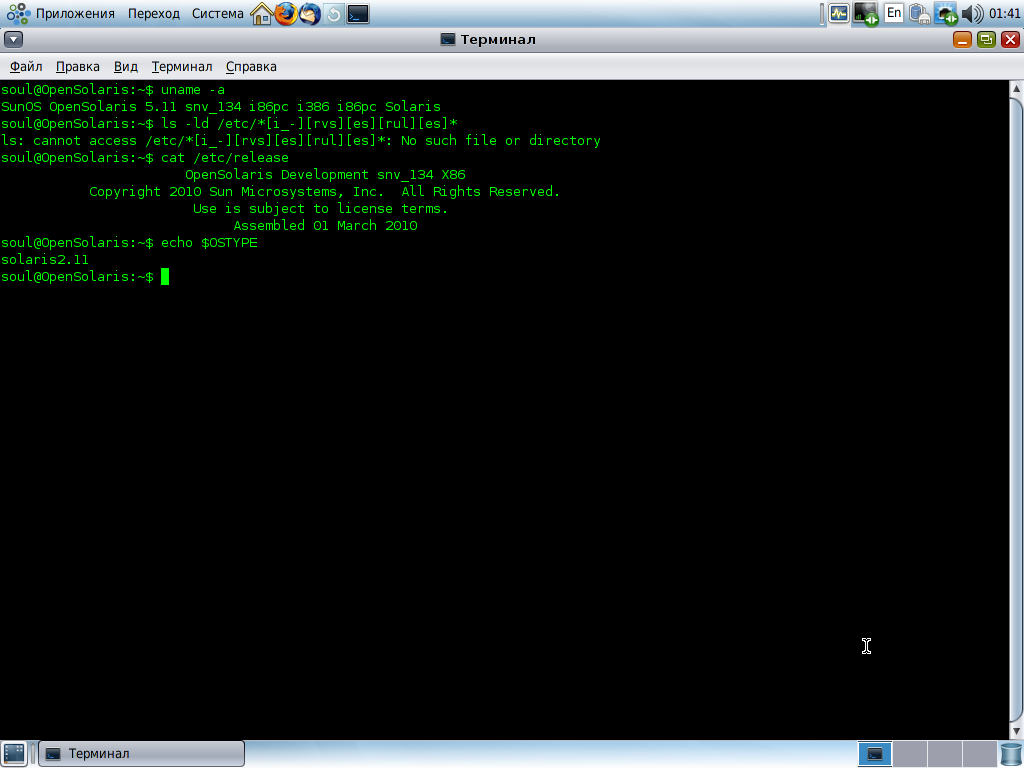 Приложения Переход Система En 01:41
Терминал
Файл Правка Вид Терминал Справка
soul@OpenSolaris:~$ uname -a
SunOS OpenSolaris 5.11 snv_134 i86pc i386 i86pc Solaris
soul@OpenSolaris:~$ ls -ld /etc/*[i_-][rvs][es][rul][es]*
ls: cannot access /etc/*[i_-][rvs][es][rul][es]*: No such file or directory
soul@OpenSolaris:~$ cat /etc/release
OpenSolaris Development snv_134 X86
Copyright 2010 Sun Microsystems, Inc.  All Rights Reserved.
Use is subject to license terms.
Assembled 01 March 2010
soul@OpenSolaris:~$ echo $OSTYPE
solaris2.11
soul@OpenSolaris:~$
Терминал